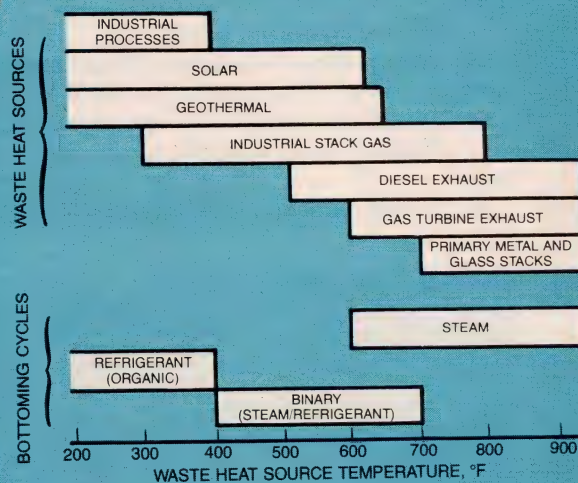 WASTE HEAT SOURCES
INDUSTRIAL
PROCESSES
SOLAR
GEOTHERMAL
INDUSTRIAL STACK GAS
DIESEL EXHAUST
GAS TURBINE EXHAUST
PRIMARY METAL AND
GLASS STACKS
BOTTOMING CYCLES
STEAM
REFRIGERANT
(ORGANIC)
BINARY
(STEAM/REFRIGERANT)
200 300 400 500 600 700 800 900
WASTE HEAT SOURCE TEMPERATURE, °F